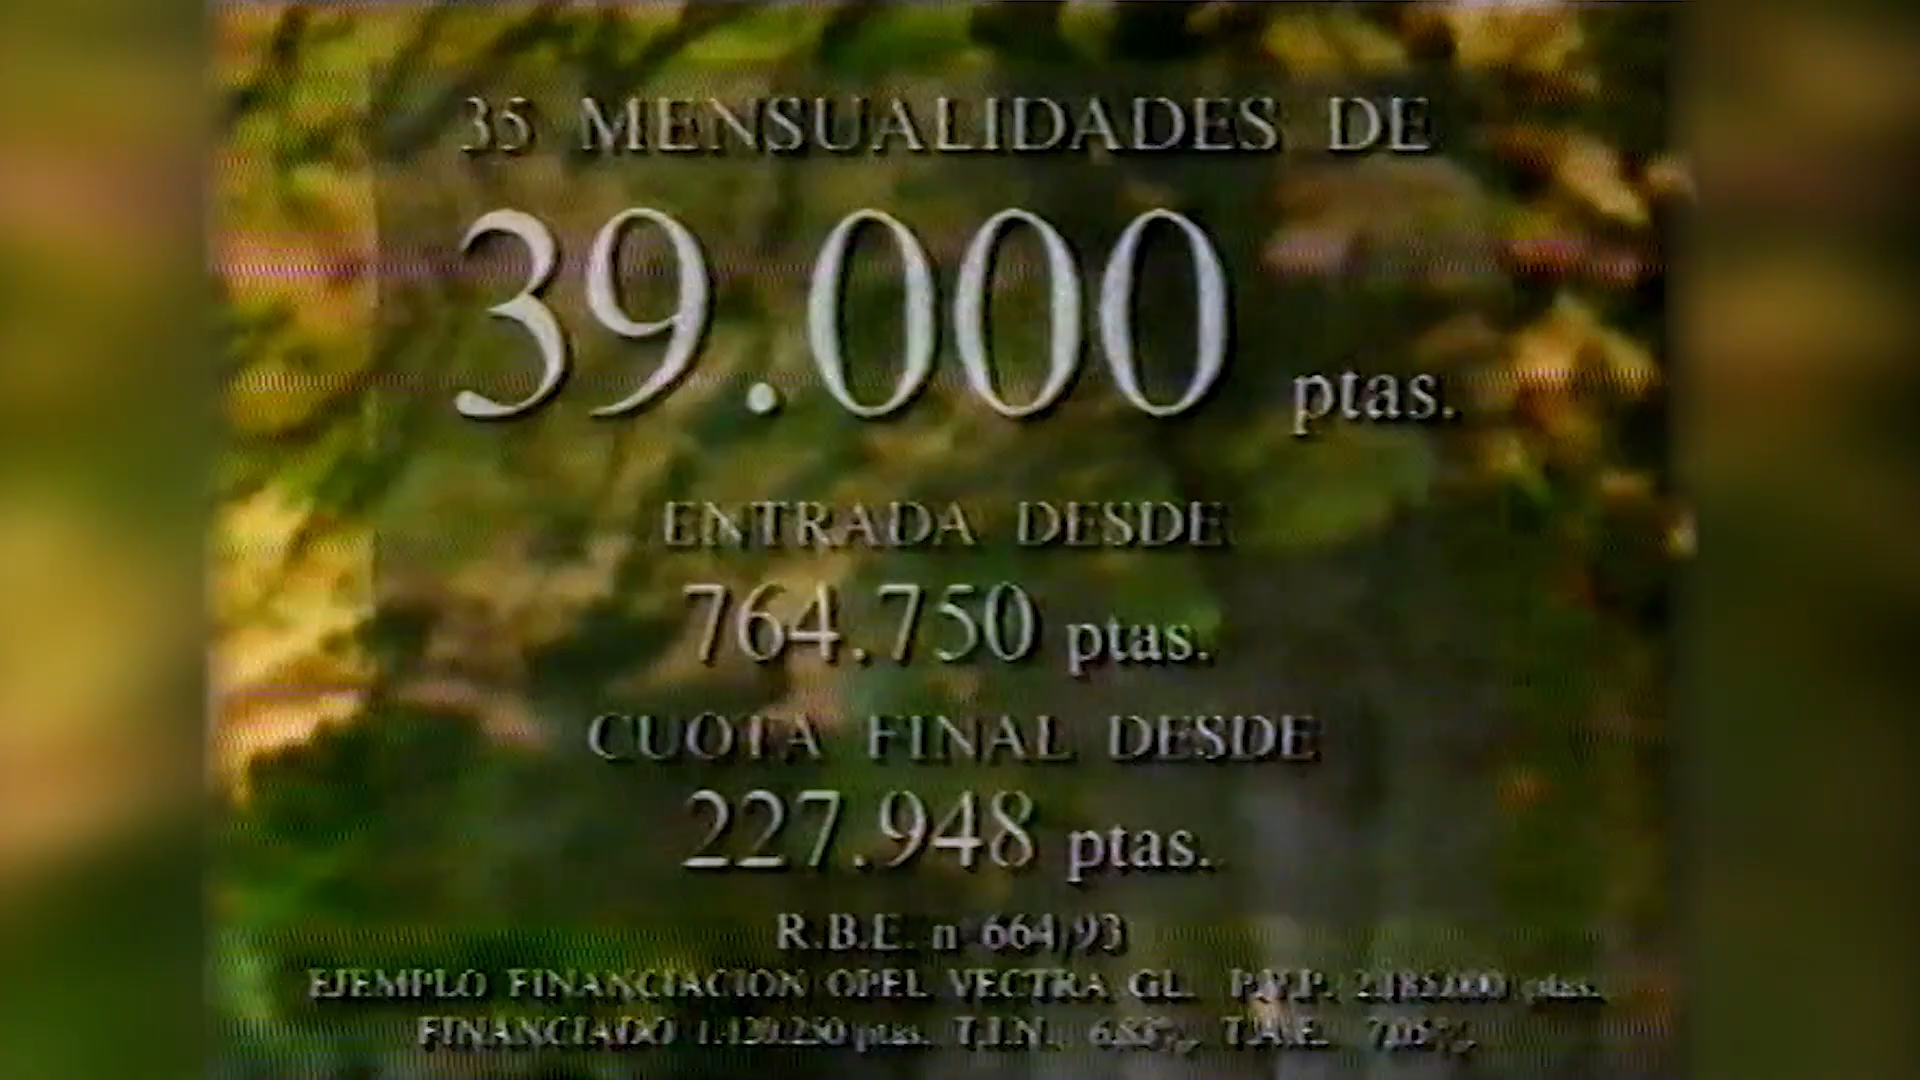 35 MENSUALIDADES DE
39.000 ptas.
ENTRADA DESDE
764.750 ptas.
CUOTA FINAL DESDE
227.948 ptas.
R.B.E. n 664/93
EJEMPLO FINANCIACION OPEL VECTRA GL. P.V.P. ptas.
FINANCIADO ptas. T.I.N. T.A.E.